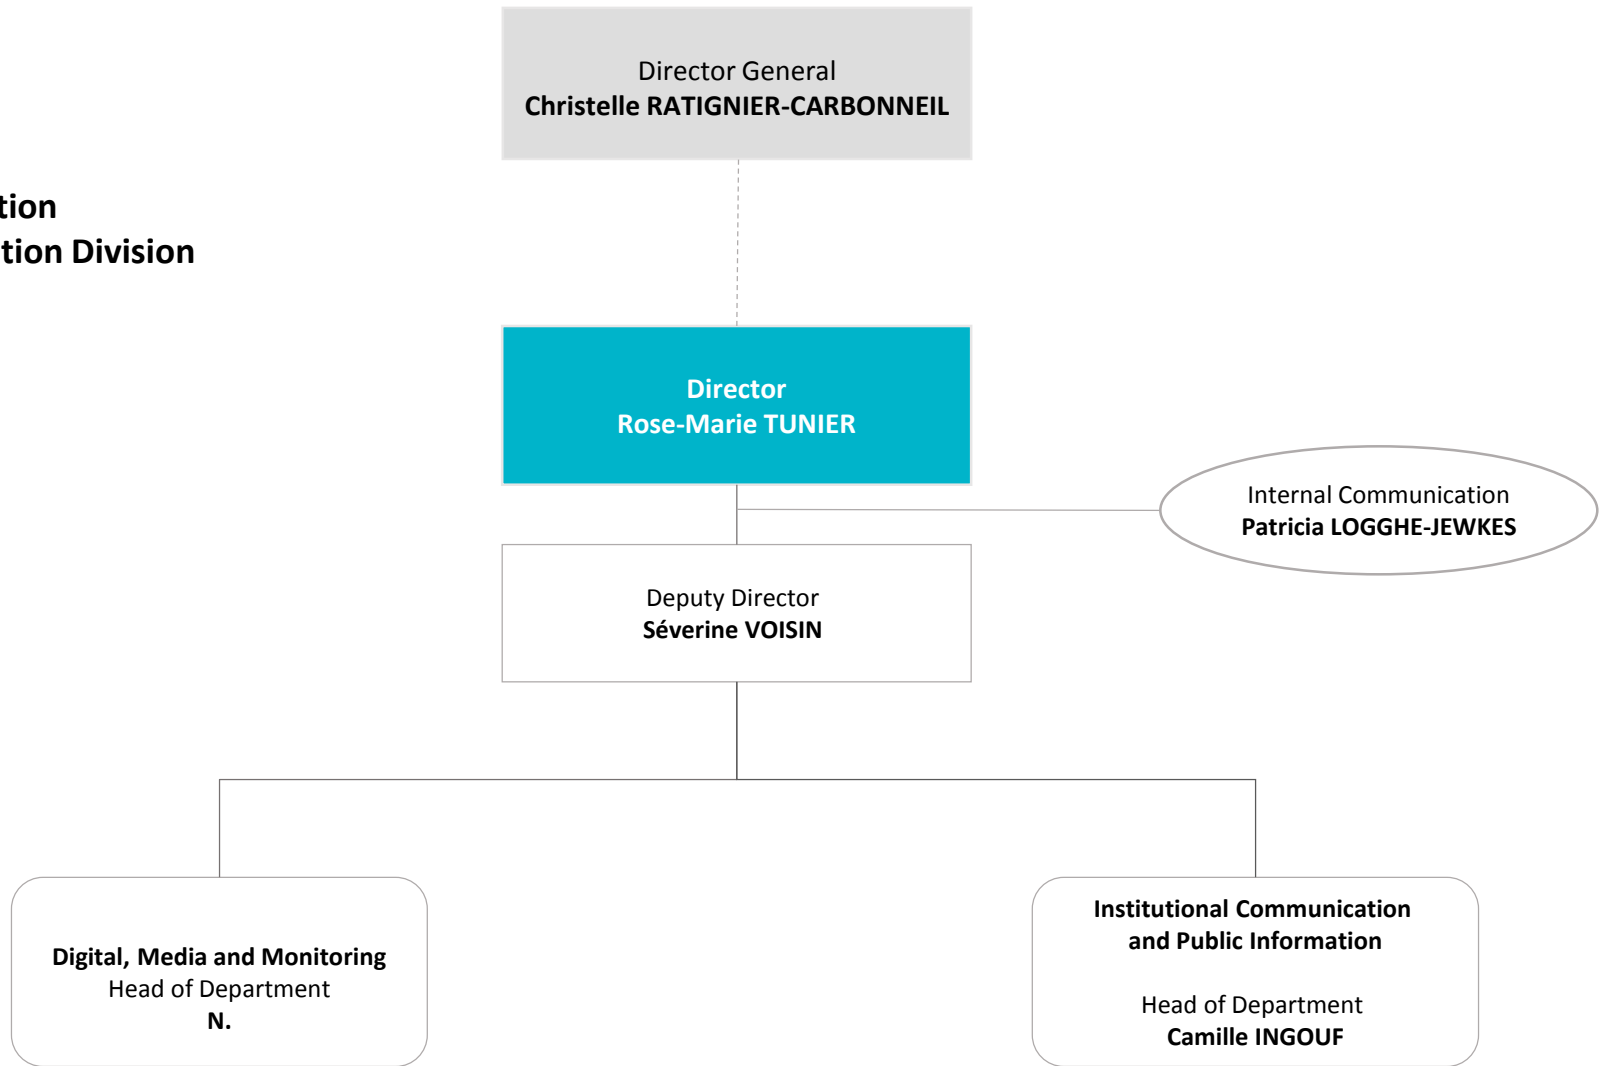 Director General
Christelle RATIGNIER-CARBONNEIL
tion
tion Division
Director
Rose-Marie TUNIER
Internal Communication
Patricia LOGGHE-JEWKES
Deputy Director
Séverine VOISIN
Digital, Media and Monitoring
Head of Department
N.
Institutional Communication
and Public Information
Head of Department
Camille INGOUF